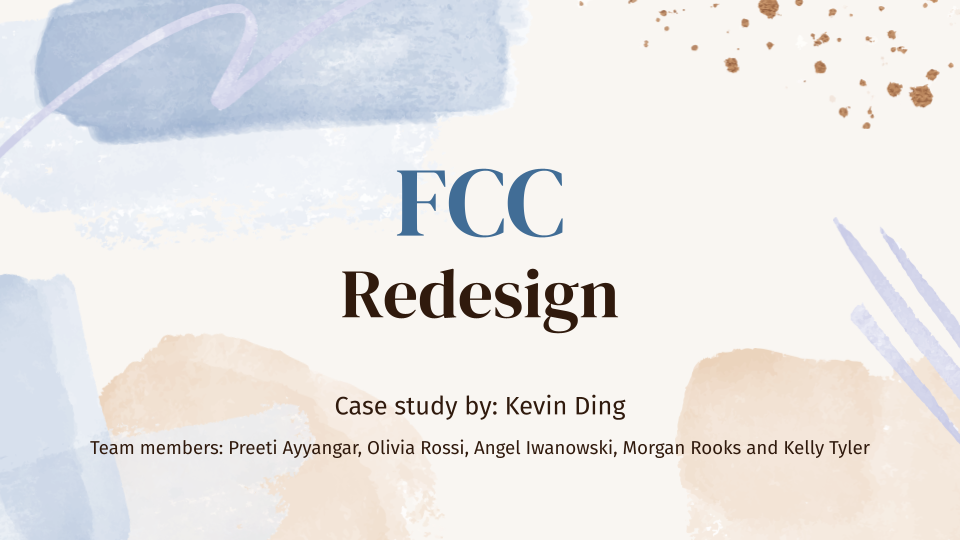 FCC
Redesign
Case study by: Kevin Ding
Team members: Preeti Ayyangar, Olivia Rossi, Angel Iwanowski, Morgan Rooks and Kelly Tyler